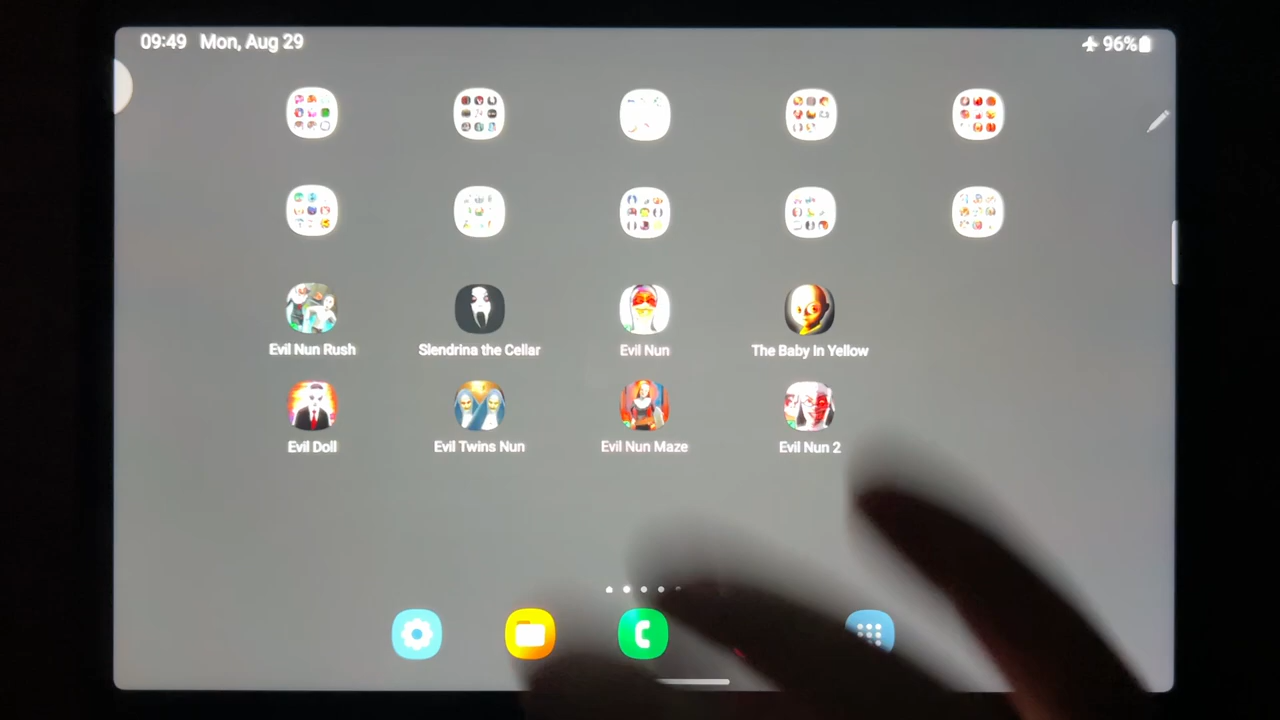 09:49 Mon, Aug 29
96%
Evil Nun Rush
Slendrina the Cellar
Evil Nun
The Baby In Yellow
Evil Doll
Evil Twins Nun
Evil Nun Maze
Evil Nun 2